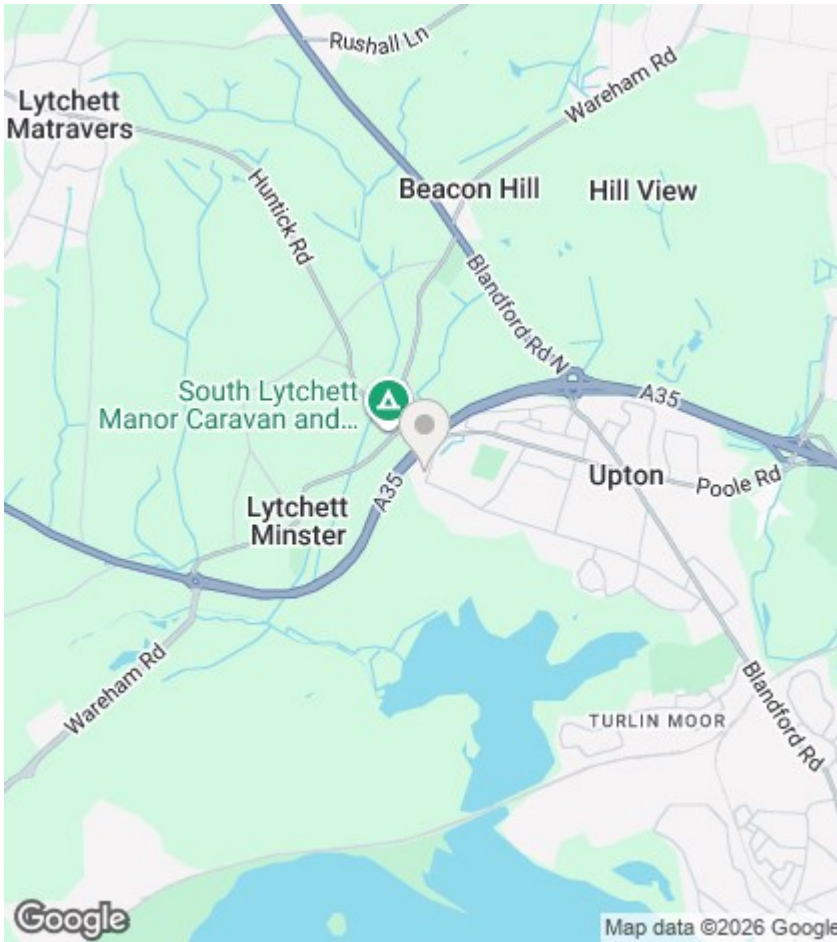 Rushall Ln
Wareham Rd
Lytchett
Matravers
Huntick Rd
Beacon Hill
Hill View
Blandford Rd N
South Lytchett
Manor Caravan and...
A35
A35
Lytchett
Minster
Upton
Poole Rd
Wareham Rd
TURLIN MOOR
Blandford Rd
Google
Map data ©2026 Google